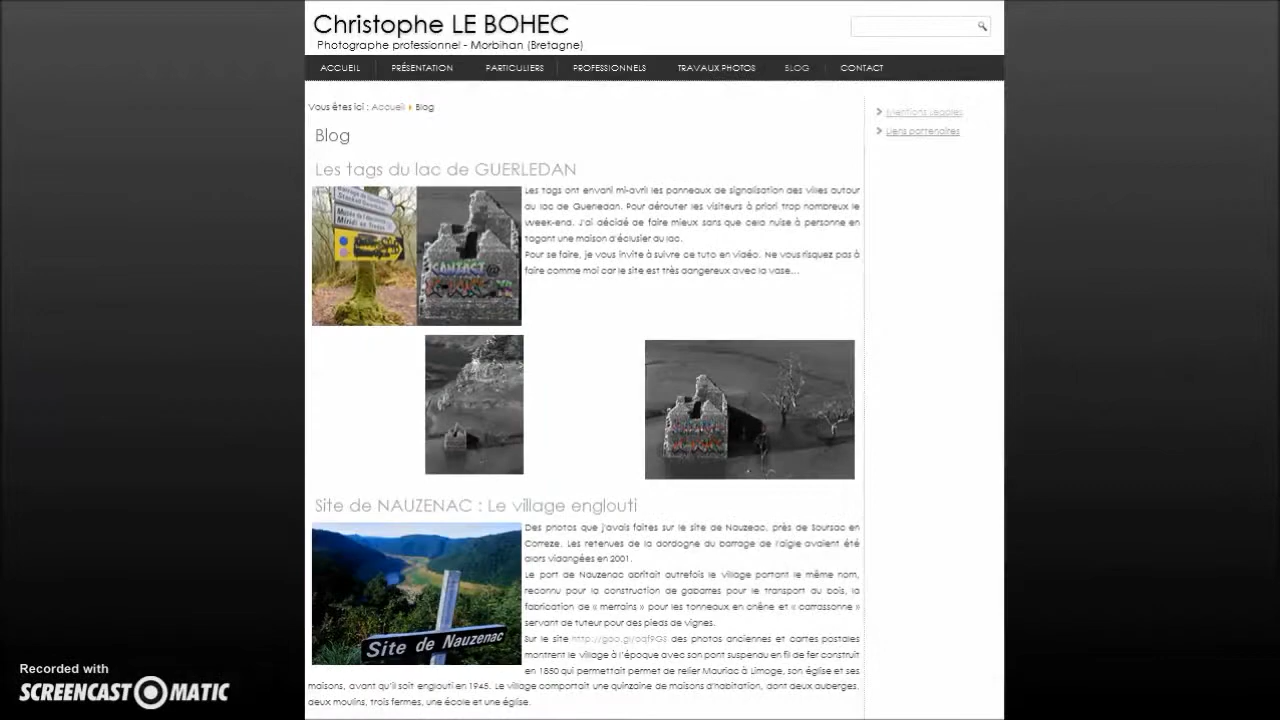 Christophe LE BOHEC
Photographe professionnel - Morbihan (Bretagne)
ACCUEIL PRÉSENTATION PARTICULIERS PROFESSIONNELS TRAVAUX PHOTOS BLOG CONTACT
Vous êtes ici : Accueil Blog
Mentions Légales
Liens partenaires
Blog
Les tags du lac de GUERLEDAN
Les tags ont envahi mi-avril les panneaux de signalisation des villes autour
au lac de Guerledan. Pour dérouter les visiteurs à priori trop nombreux le
week-end. J'ai décidé de faire mieux sans que cela nuise à personne en
tagant une maison d'éclusier du lac.
Pour se faire, je vous invite à suivre ce tuto en vidéo. Ne vous risquez pas à
faire comme moi car le site est très dangereux avec la vase...
Site de NAUZENAC : Le village englouti
Site de Nauzenac
Des photos que j'avais faites sur le site de Nauzeac, près de Soursac en
Correze. Les retenues de la dordogne du barrage de l'aigle avaient été
alors vidangées en 2001.
Le port de Nauzenac abritait autrefois le village portant le même nom,
reconnu pour la construction de gabarres pour le transport du bois, la
fabrication de « merrains » pour les tonneaux en chêne et « carrassonne »
servant de tuteur pour des pieds de vignes.
Sur le site des photos anciennes et cartes postales
montrent le village à l'époque avec son pont suspendu en fil de fer construit
en 1850 qui permettait permet de relier Mauriac à Limoge, son église et ses
maisons, avant qu'il soit englouti en 1945. Le village comportait une quinzaine de maisons d'habitation, dont deux auberges,
deux moulins, trois fermes, une école et une église.
Recorded with
SCREENCAST-O-MATIC